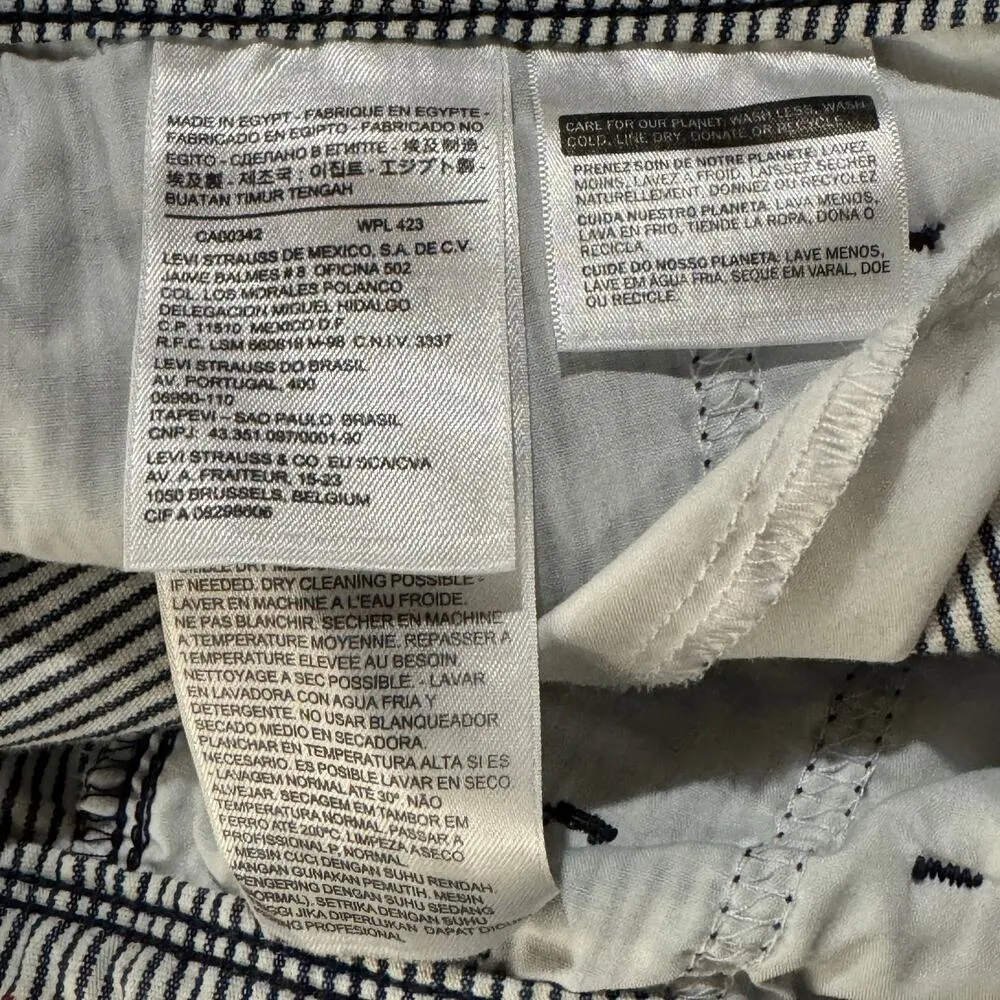 MADE IN EGYPT - FABRIQUE EN EGYPTE -
FABRICADO EN EGIPTO - FABRICADO NO
EGITO - СДЕЛАНО В ЕГИПТЕ - 埃及制造
埃及製 - 제조국 : 이집트 - エジプト製 -
BUATAN TIMUR TENGAH
CA00342 WPL 423
LEVI STRAUSS DE MEXICO, S.A. DE C.V.
JAIME BALMES # 8 OFICINA 502
COL. LOS MORALES POLANCO
DELEGACION MIGUEL HIDALGO
C.P. 11510 MEXICO D.F.
R.F.C. LSM 860619 M-98 C.N.I.V. 3337
LEVI STRAUSS DO BRASIL
AV. PORTUGAL, 400
06690-110
ITAPEVI – SAO PAULO BRASIL
CNPJ: 43.351.097/0001-90
LEVI STRAUSS & CO. EU SCA/CVA
AV. A. FRAITEUR, 15-23
1050 BRUSSELS, BELGIUM
CIF A 08298606
IF NEEDED. DRY CLEANING POSSIBLE -
LAVER EN MACHINE A L'EAU FROIDE.
NE PAS BLANCHIR. SECHER EN MACHINE
A TEMPERATURE MOYENNE. REPASSER A
TEMPERATURE ELEVEE AU BESOIN.
NETTOYAGE A SEC POSSIBLE. - LAVAR
EN LAVADORA CON AGUA FRIA Y
DETERGENTE. NO USAR BLANQUEADOR
SECADO MEDIO EN SECADORA.
PLANCHAR EN TEMPERATURA ALTA SI ES
NECESARIO. ES POSIBLE LAVAR EN SECO
- LAVAGEM NORMAL ATÉ 30°. NÃO
ALVEJAR. SECAGEM EM TAMBOR EM
TEMPERATURA NORMAL. PASSAR A
FERRO ATÉ 200°C. LIMPEZA A SECO
PROFISSIONAL P, NORMAL.
MESIN CUCI DENGAN SUHU RENDAH.
JANGAN GUNAKAN PEMUTIH. MESIN
PENGERING DENGAN SUHU SEDANG
(NORMAL). SETRIKA DENGAN SUHU
JIKA DIPERLUKAN DAPAT
PROFESIONAL
CARE FOR OUR PLANET: WASH LESS, WASH
COLD, LINE DRY, DONATE OR RECYCLE.
PRENEZ SOIN DE NOTRE PLANETE: LAVEZ
MOINS, LAVEZ A FROID, LAISSEZ SECHER
NATURELLEMENT, DONNEZ OU RECYCLEZ
CUIDA NUESTRO PLANETA: LAVA MENOS,
LAVA EN FRIO, TIENDE LA ROPA, DONA O
RECICLA.
CUIDE DO NOSSO PLANETA: LAVE MENOS,
LAVE EM AGUA FRIA, SEQUE EM VARAL, DOE
OU RECICLE.